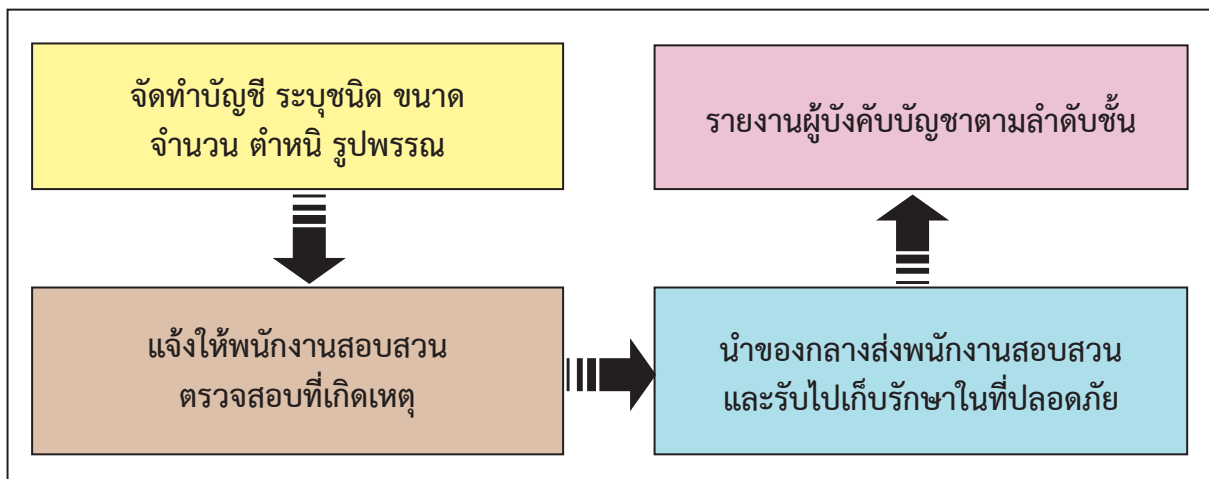 จัดทำบัญชี ระบุชนิด ขนาด
จำนวน ตำหนิ รูปพรรณ
แจ้งให้พนักงานสอบสวน
ตรวจสอบที่เกิดเหตุ
นำของกลางส่งพนักงานสอบสวน
และรับไปเก็บรักษาในที่ปลอดภัย
รายงานผู้บังคับบัญชาตามลำดับชั้น